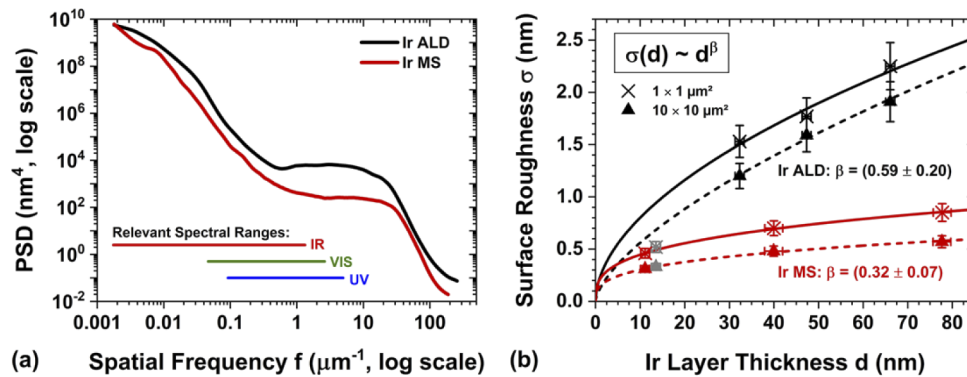 10^10
10^8
10^6
10^4
10^2
10^0
10^-2
PSD (nm⁴, log scale)
Ir ALD
Ir MS
Relevant Spectral Ranges:
IR
VIS
UV
0.001 0.01 0.1 1 10 100
(a) Spatial Frequency f (μm⁻¹, log scale)
2.5
2.0
1.5
1.0
0.5
0.0
Surface Roughness σ (nm)
σ(d) ~ d^β
1 × 1 μm²
10 × 10 μm²
Ir ALD: β = (0.59 ± 0.20)
Ir MS: β = (0.32 ± 0.07)
0 10 20 30 40 50 60 70 80
(b) Ir Layer Thickness d (nm)